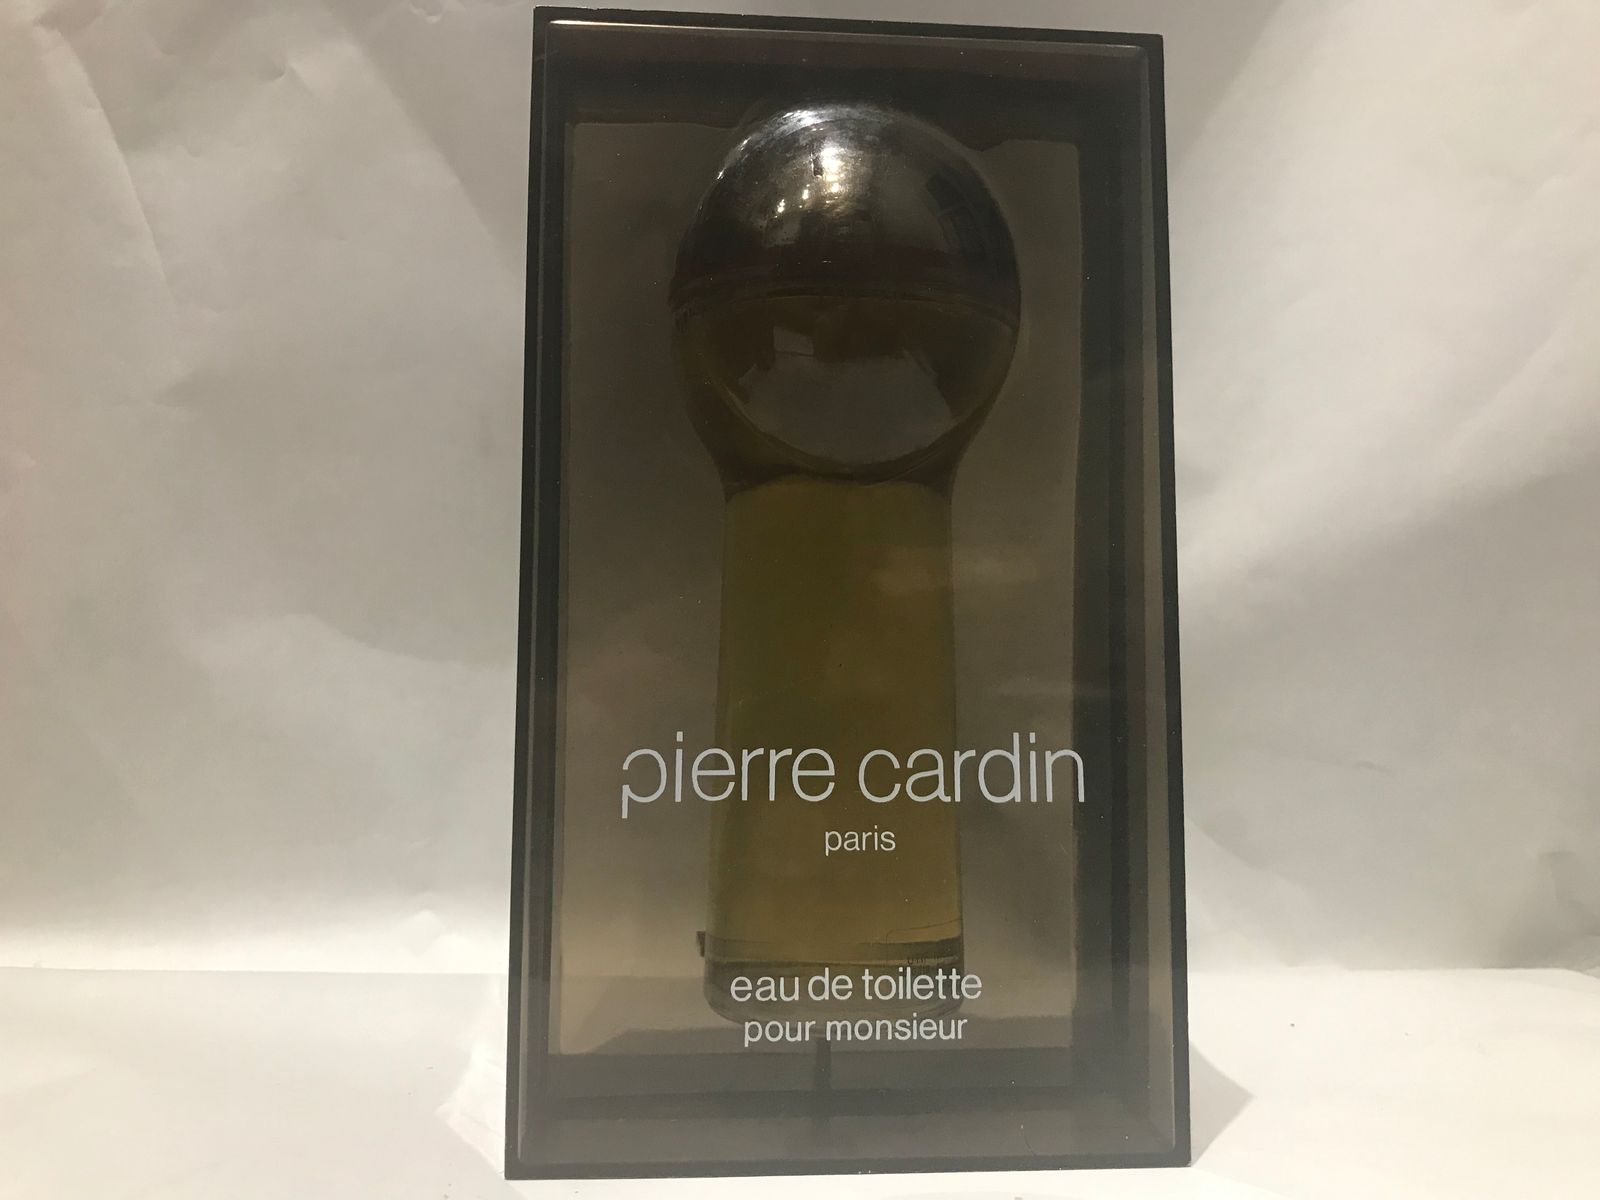 pierre cardin
paris
eau de toilette
pour monsieur